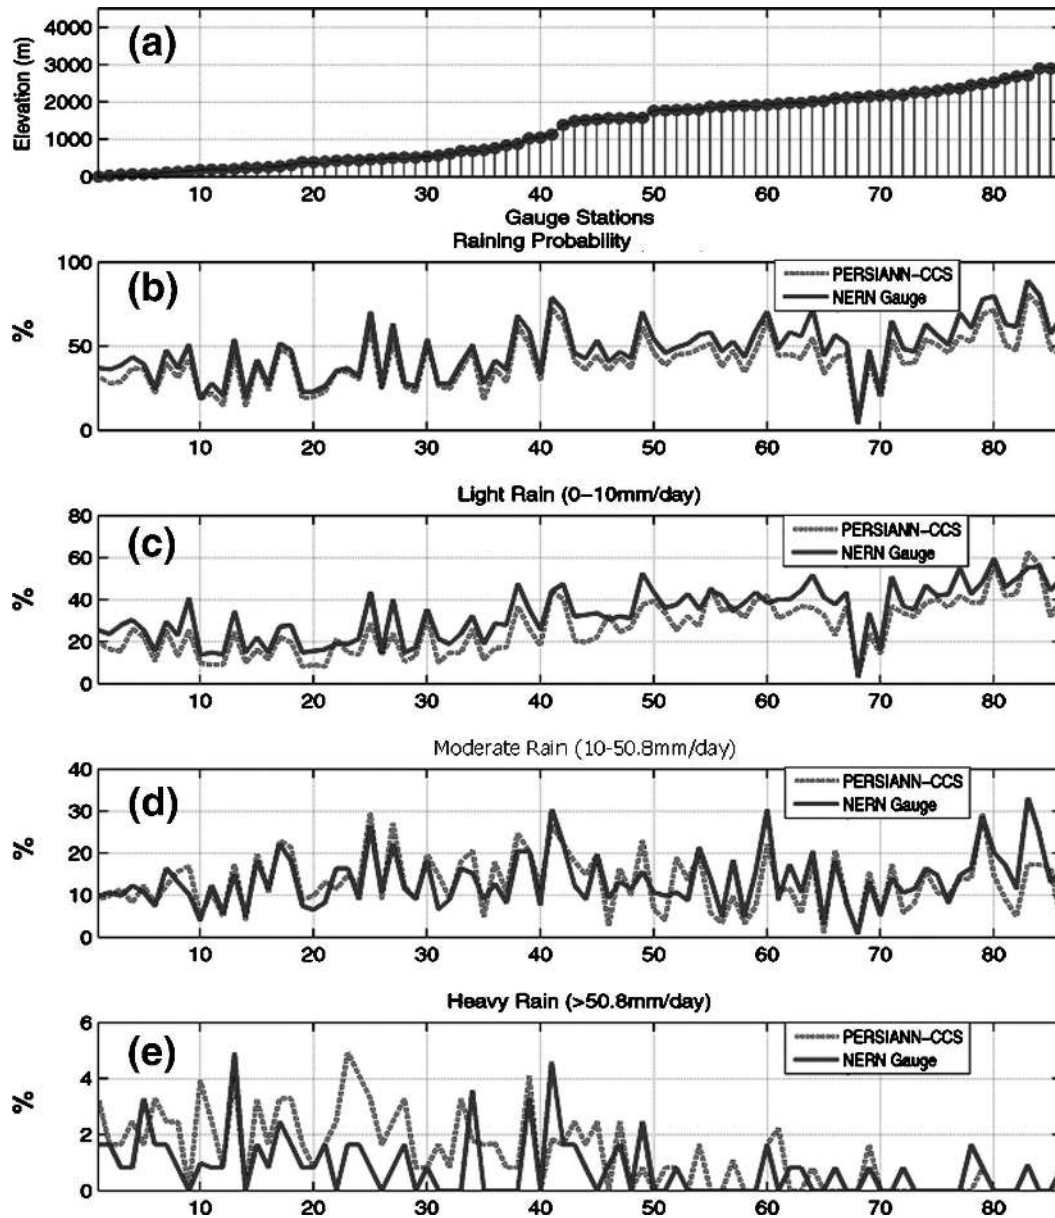 (a)
Elevation (m)
4000
3000
2000
1000
0
10 20 30 40 50 60 70 80
Gauge Stations
Raining Probability
(b)
%
100
50
0
PERSIANN-CCS
NERN Gauge
10 20 30 40 50 60 70 80
Light Rain (0-10mm/day)
(c)
%
80
60
40
20
0
PERSIANN-CCS
NERN Gauge
10 20 30 40 50 60 70 80
Moderate Rain (10-50.8mm/day)
(d)
%
40
30
20
10
0
PERSIANN-CCS
NERN Gauge
10 20 30 40 50 60 70 80
Heavy Rain (>50.8mm/day)
(e)
%
6
4
2
0
PERSIANN-CCS
NERN Gauge
10 20 30 40 50 60 70 80